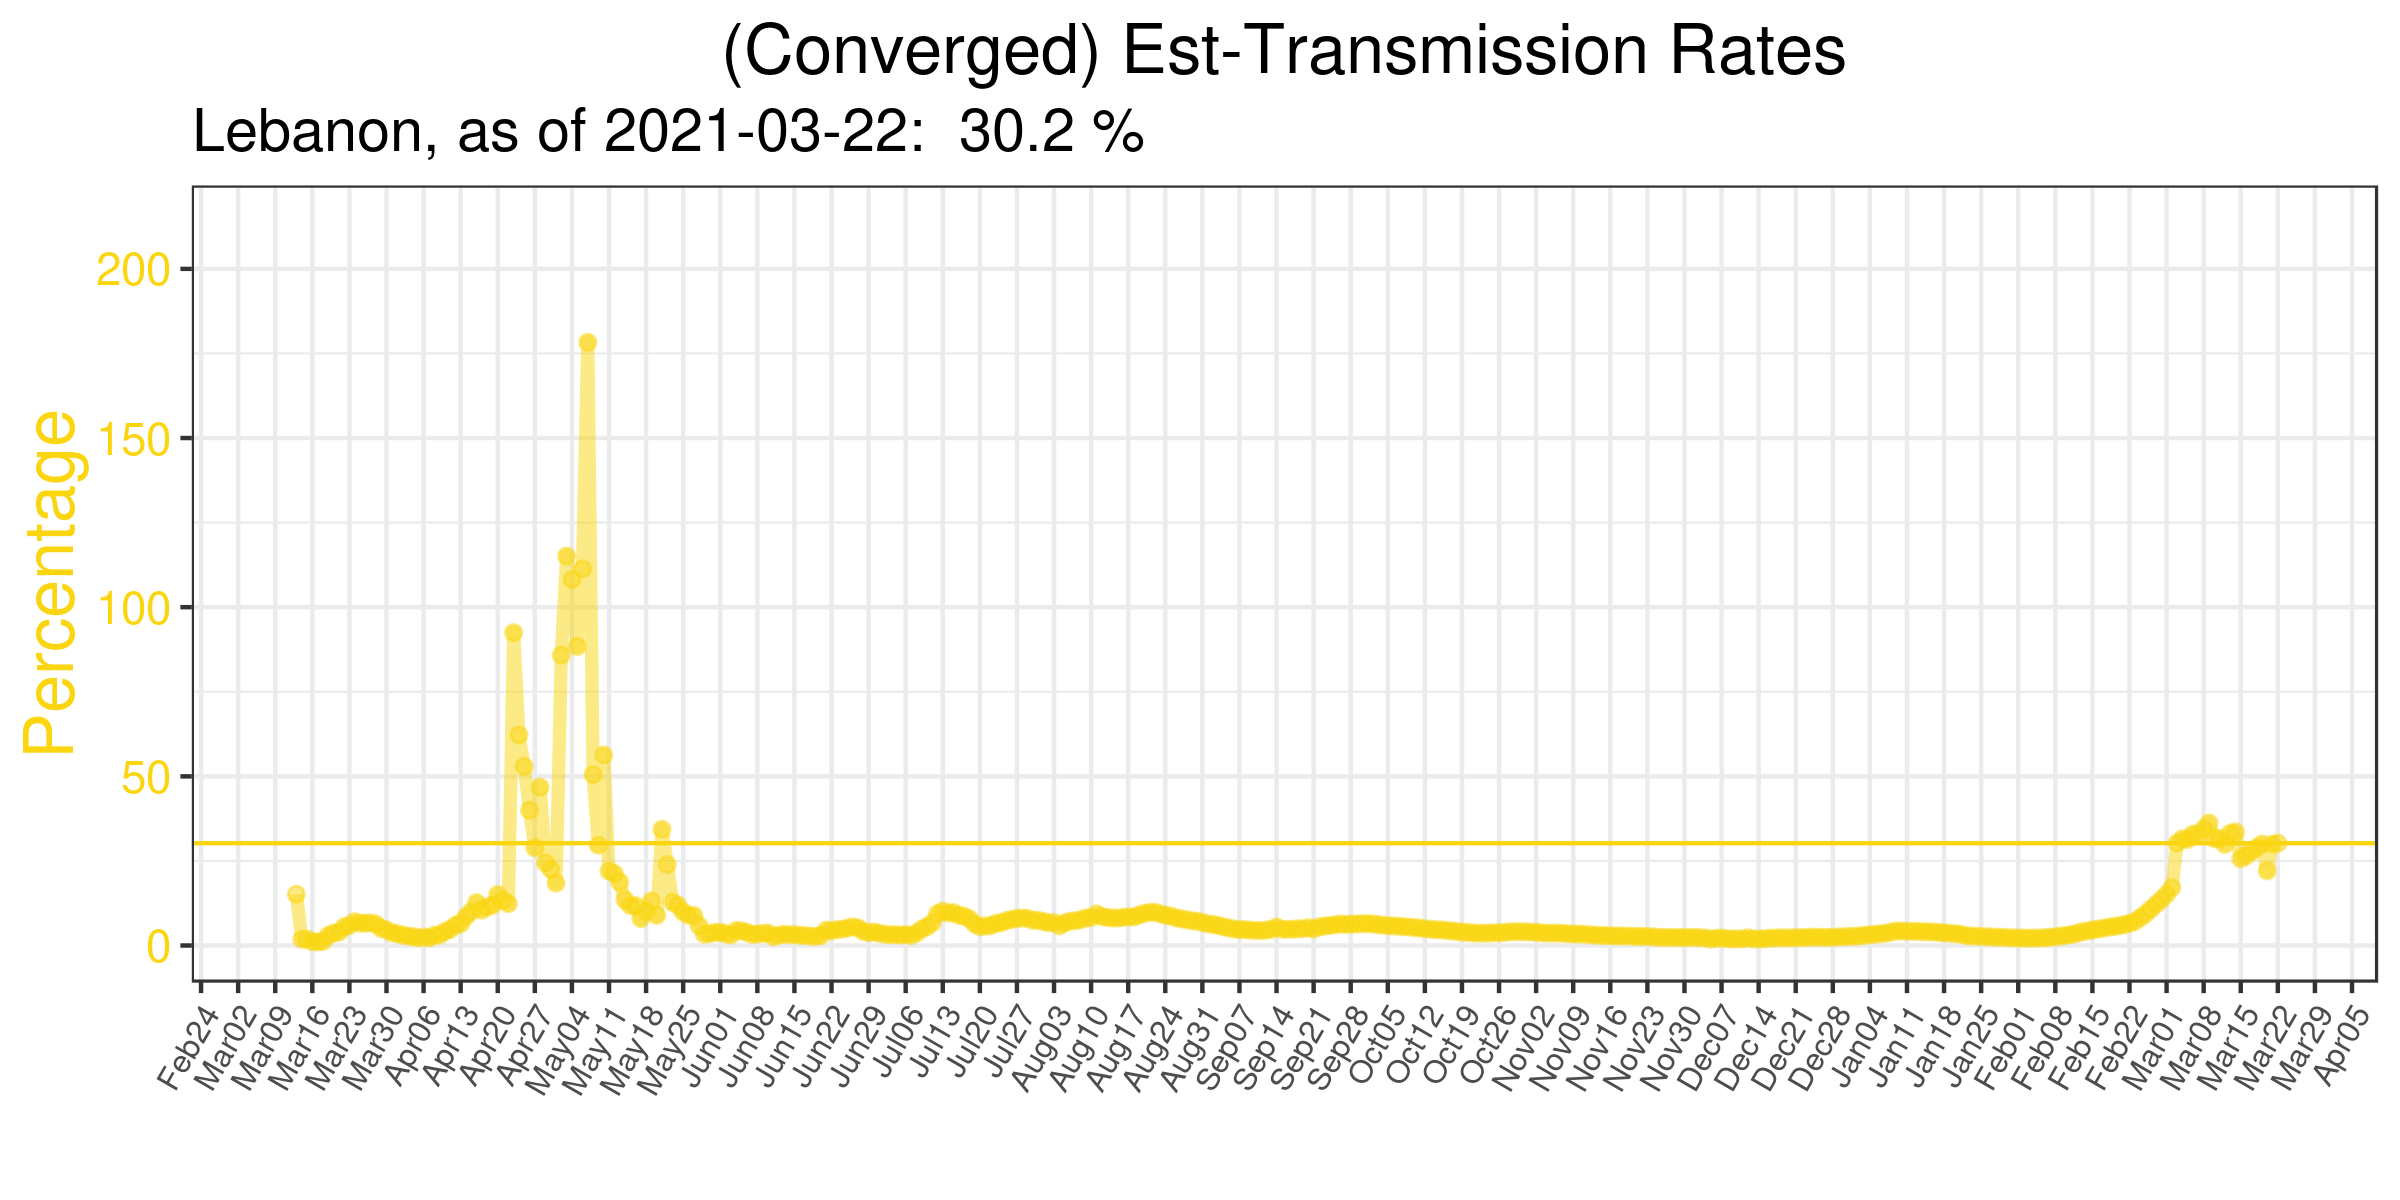 (Converged) Est-Transmission Rates
Lebanon, as of 2021-03-22:  30.2 %
Percentage
200
150
100
50
0
Feb24
Mar02
Mar09
Mar16
Mar23
Mar30
Apr06
Apr13
Apr20
Apr27
May04
May11
May18
May25
Jun01
Jun08
Jun15
Jun22
Jun29
Jul06
Jul13
Jul20
Jul27
Aug03
Aug10
Aug17
Aug24
Aug31
Sep07
Sep14
Sep21
Sep28
Oct05
Oct12
Oct19
Oct26
Nov02
Nov09
Nov16
Nov23
Nov30
Dec07
Dec14
Dec21
Dec28
Jan04
Jan11
Jan18
Jan25
Feb01
Feb08
Feb15
Feb22
Mar01
Mar08
Mar15
Mar22
Mar29
Apr05